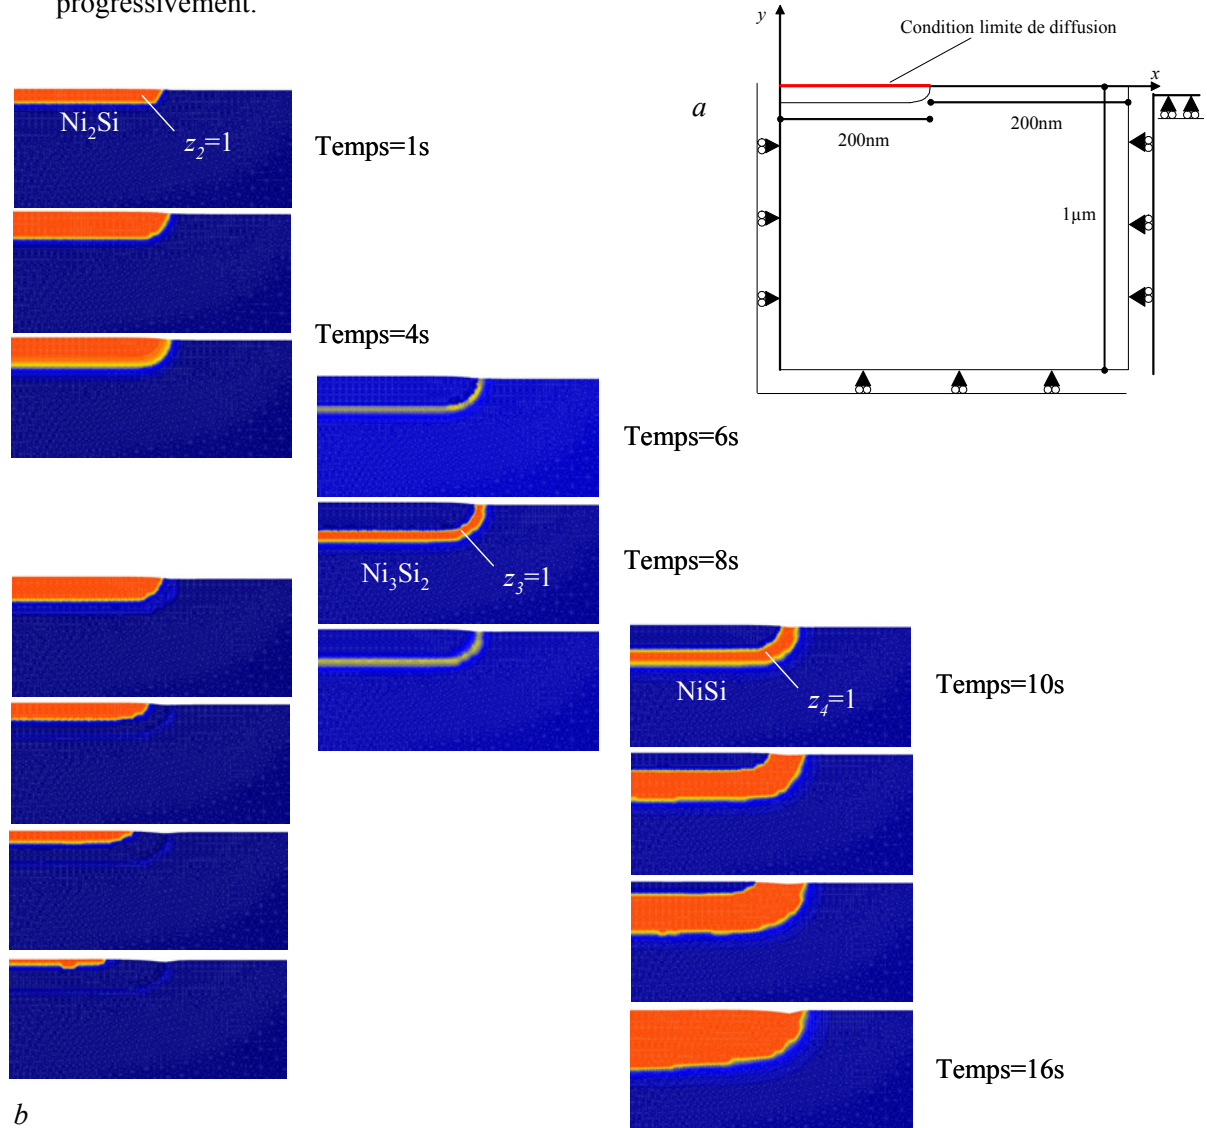 progressivement.
y
Condition limite de diffusion
x
a
200nm
200nm
1µm
Ni₂Si
z₂=1
Temps=1s
Temps=4s
Temps=6s
Ni₃Si₂
z₃=1
Temps=8s
NiSi
z₄=1
Temps=10s
Temps=16s
b